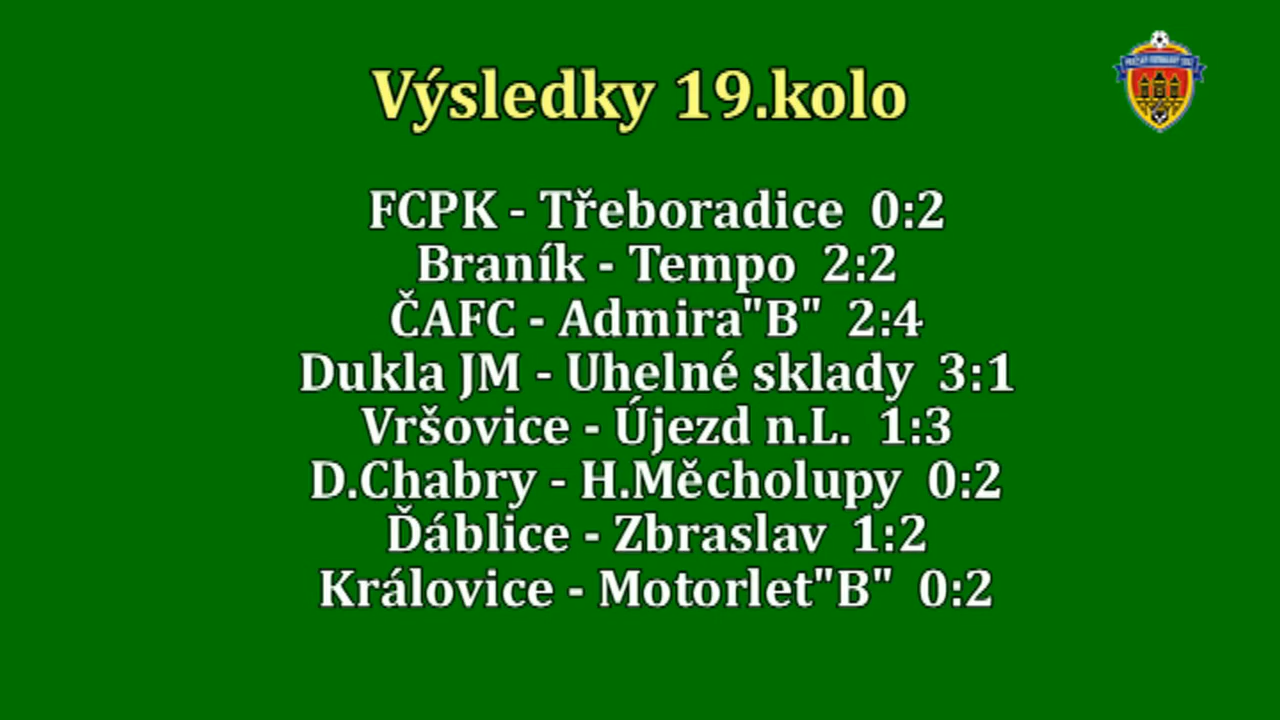 Výsledky 19.kolo
FCPK - Třeboradice 0:2
Braník - Tempo 2:2
ČAFC - Admira"B" 2:4
Dukla JM - Uhelné sklady 3:1
Vršovice - Újezd n.L. 1:3
D.Chabry - H.Měcholupy 0:2
Ďáblice - Zbraslav 1:2
Královice - Motorlet"B" 0:2